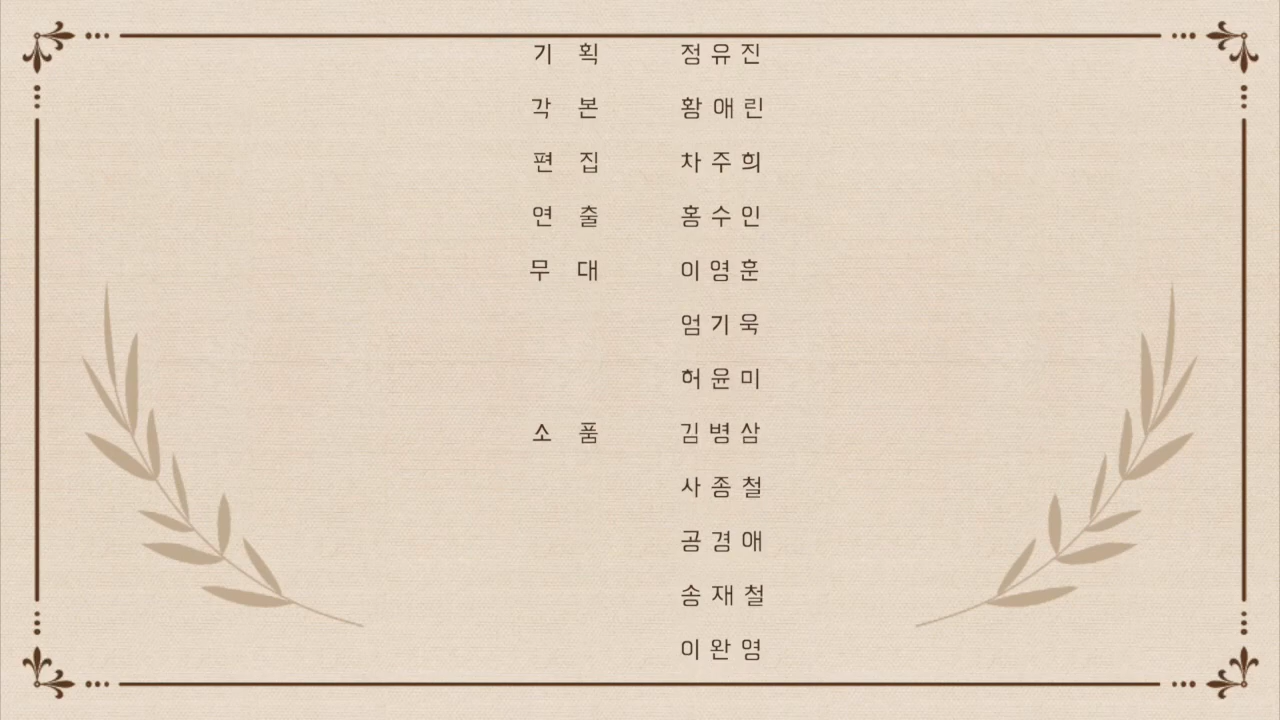 기 획 정유진
각 본 황애린
편 집 차주희
연 출 홍수인
무 대 이영훈
엄기욱
허윤미
소 품 김병삼
사종철
공경애
송재철
이완영